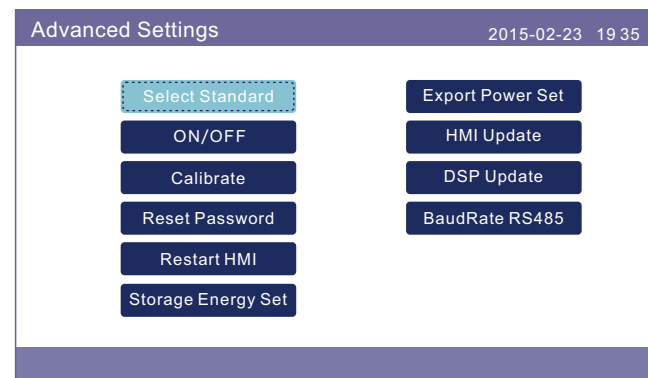 Advanced Settings
2015-02-23 19 35
Select Standard
ON/OFF
Calibrate
Reset Password
Restart HMI
Storage Energy Set
Export Power Set
HMI Update
DSP Update
BaudRate RS485